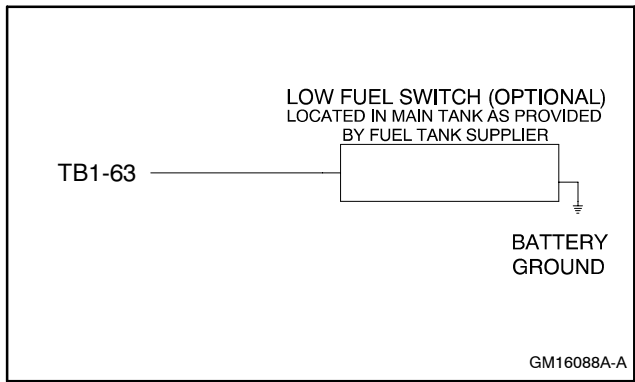 LOW FUEL SWITCH (OPTIONAL)
LOCATED IN MAIN TANK AS PROVIDED
BY FUEL TANK SUPPLIER
TB1-63
BATTERY
GROUND
GM16088A-A